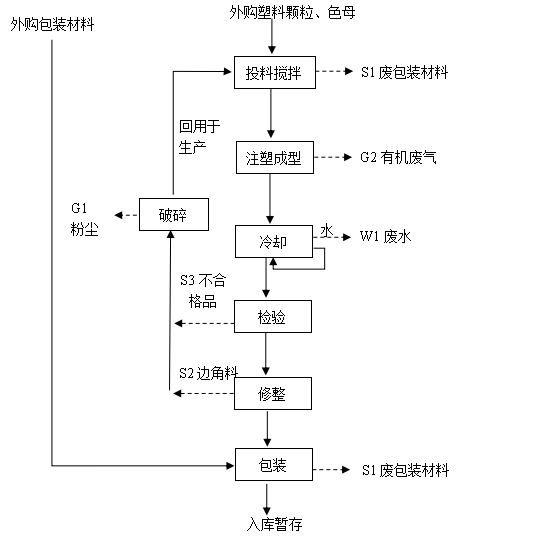 外购塑料颗粒、色母
外购包装材料
投料搅拌
S1 废包装材料
回用于
生产
注塑成型
G2 有机废气
G1
粉尘
破碎
水
冷却
W1 废水
S3 不合
格品
检验
S2 边角料
修整
包装
S1 废包装材料
入库暂存